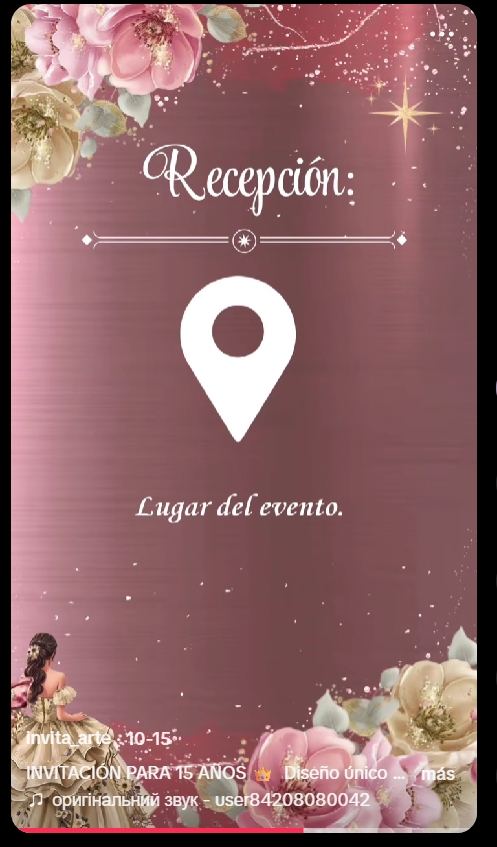 Recepción:
Lugar del evento.
invita_arte · 10-15
INVITACIÓN PARA 15 AÑOS 👑 Diseño único ... más
♫ оригінальний звук - user84208080042